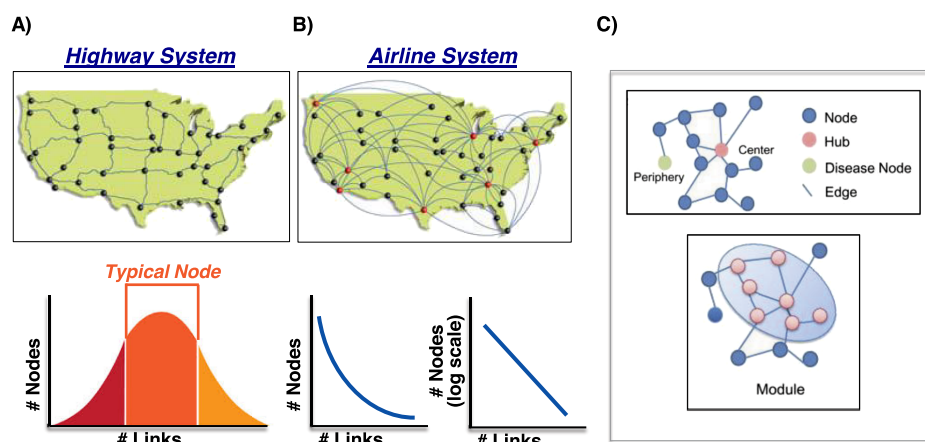 A)
Highway System
B)
Airline System
C)
Node
Hub
Center
Disease Node
Periphery
Edge
Typical Node
# Nodes
# Links
# Nodes
# Links
# Nodes
(log scale)
# Links
Module